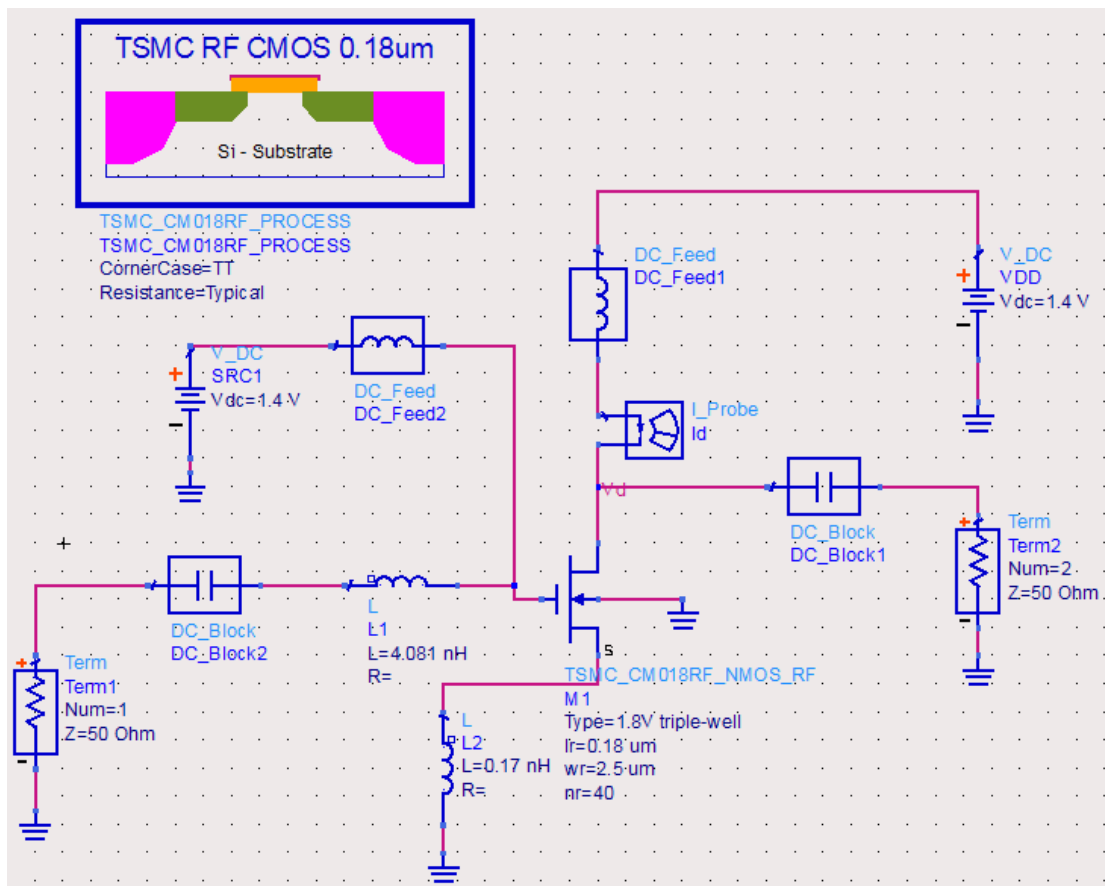 TSMC RF CMOS 0.18um
Si - Substrate
TSMC_CM018RF_PROCESS
TSMC_CM018RF_PROCESS
CornerCase=TT
Resistance=Typical
DC_Feed
DC_Feed1
V_DC
VDD
Vdc=1.4 V
V_DC
SRC1
Vdc=1.4 V
DC_Feed
DC_Feed2
I_Probe
Id
Vd
DC_Block
DC_Block1
Term
Term2
Num=2
Z=50 Ohm
DC_Block
DC_Block2
L
L1
L=4.081 nH
R=
Term
Term1
Num=1
Z=50 Ohm
S
TSMC_CM018RF_NMOS_RF
M1
Type=1.8V triple-well
lr=0.18 um
wr=2.5 um
nr=40
L
L2
L=0.17 nH
R=